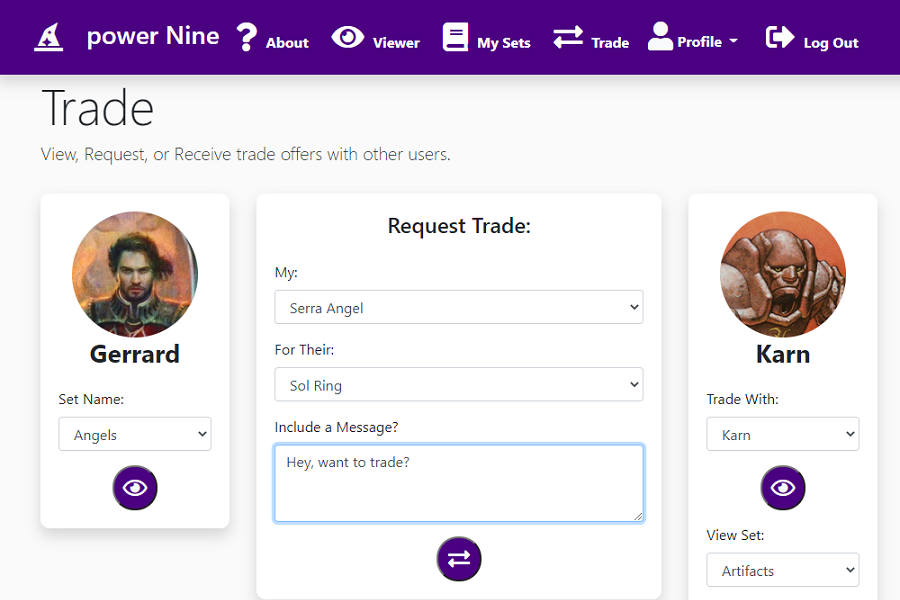 power Nine
About
Viewer
My Sets
Trade
Profile
Log Out
Trade
View, Request, or Receive trade offers with other users.
Gerrard
Set Name:
Angels
Request Trade:
My:
Serra Angel
For Their:
Sol Ring
Include a Message?
Hey, want to trade?
Karn
Trade With:
Karn
View Set:
Artifacts